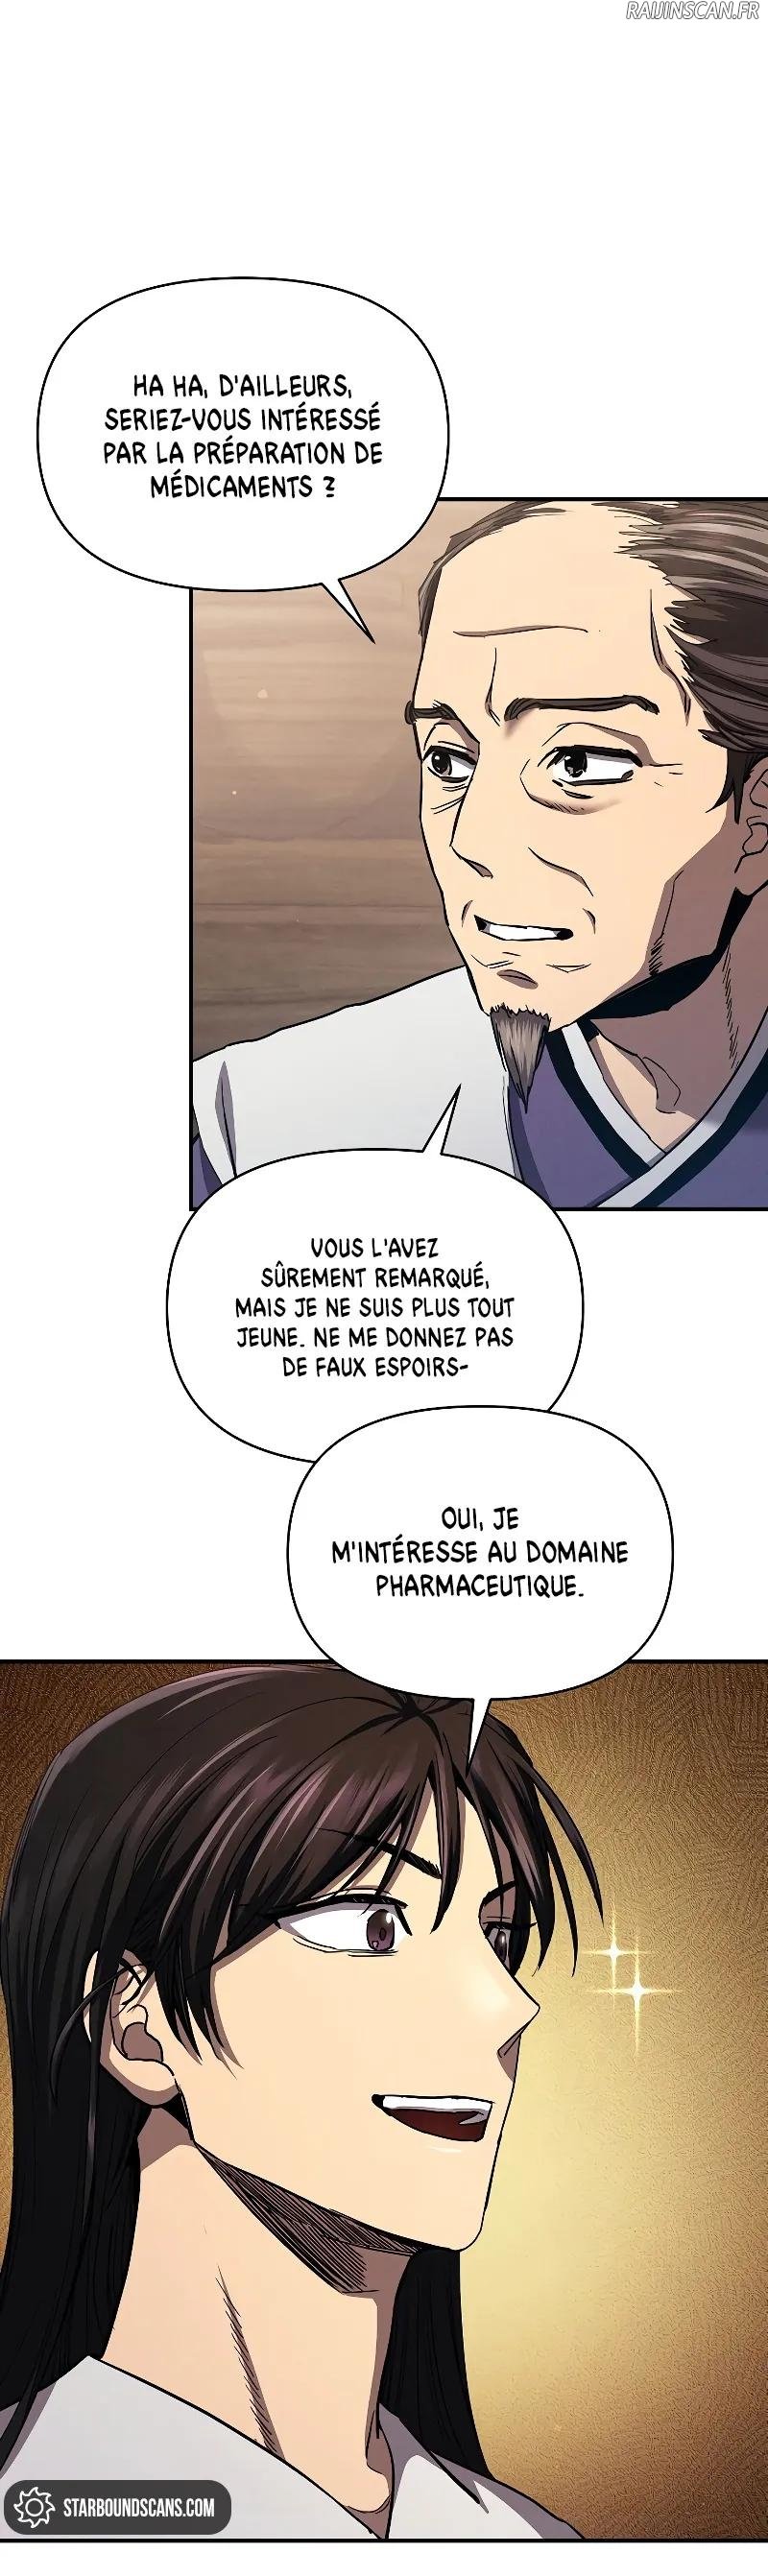 RAIJINSCAN.FR
HA HA, D'AILLEURS,
SERIEZ-VOUS INTÉRESSÉ
PAR LA PRÉPARATION DE
MÉDICAMENTS ?
VOUS L'AVEZ
SÛREMENT REMARQUÉ,
MAIS JE NE SUIS PLUS TOUT
JEUNE. NE ME DONNEZ PAS
DE FAUX ESPOIRS-
OUI, JE
M'INTÉRESSE AU DOMAINE
PHARMACEUTIQUE.
STARBOUNDSCANS.COM